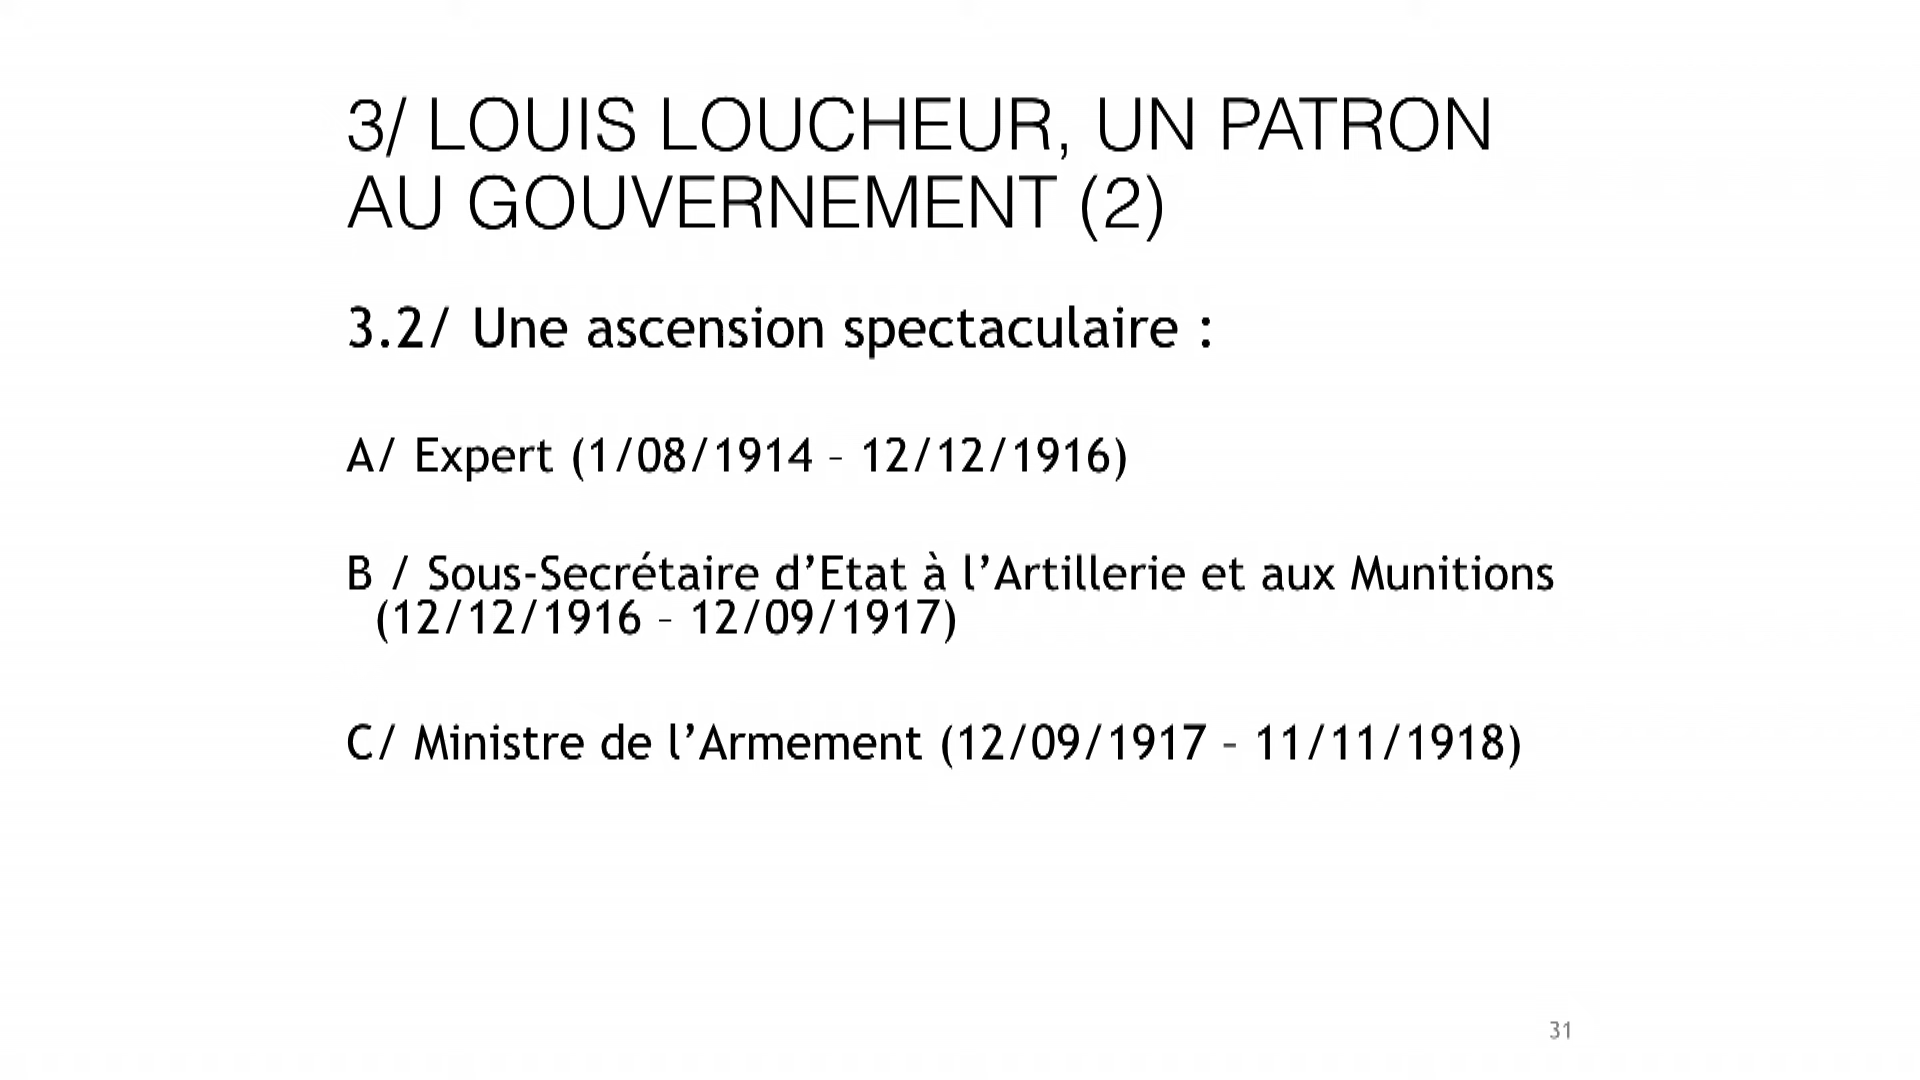 3/ LOUIS LOUCHEUR, UN PATRON
AU GOUVERNEMENT (2)
3.2/ Une ascension spectaculaire :
A/ Expert (1/08/1914 – 12/12/1916)
B / Sous-Secrétaire d’Etat à l’Artillerie et aux Munitions
(12/12/1916 – 12/09/1917)
C/ Ministre de l’Armement (12/09/1917 – 11/11/1918)
31